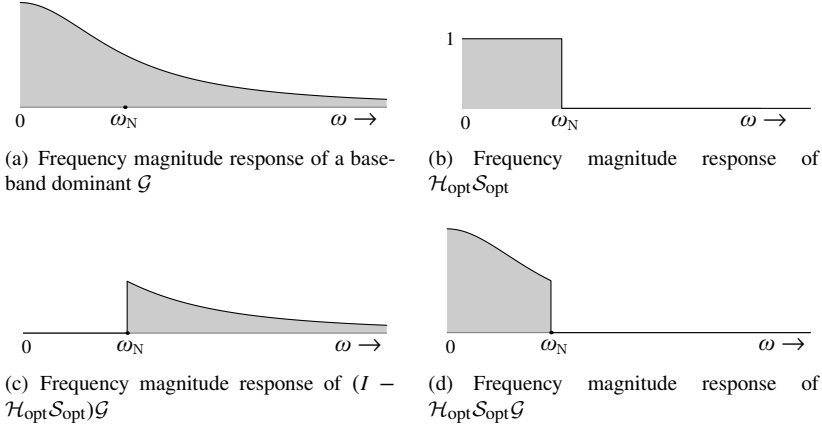 0 ω_N ω →
(a) Frequency magnitude response of a base-
band dominant 𝒢
1
0 ω_N ω →
(b) Frequency magnitude response of
ℋ_opt𝒮_opt
0 ω_N ω →
(c) Frequency magnitude response of (I −
ℋ_opt𝒮_opt)𝒢
0 ω_N ω →
(d) Frequency magnitude response of
ℋ_opt𝒮_opt𝒢